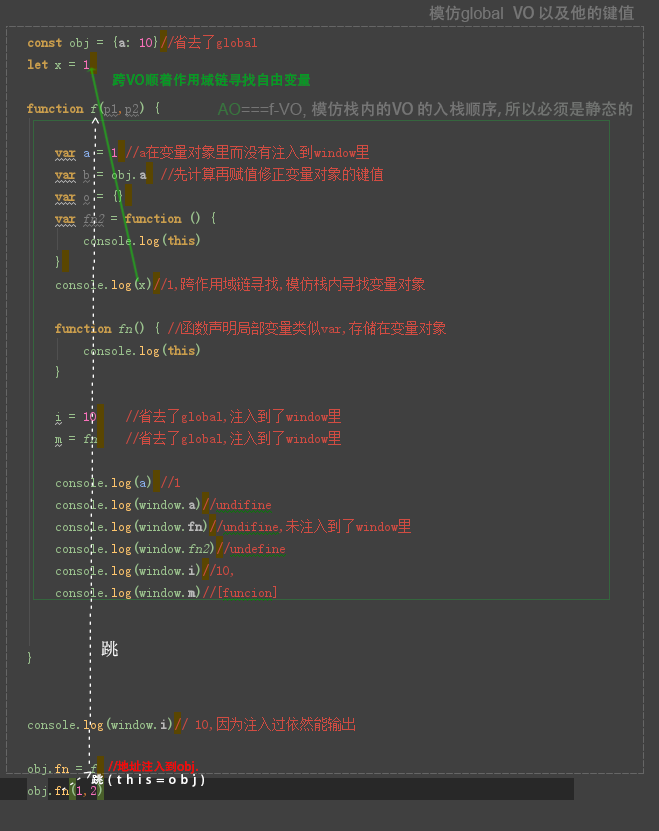 模仿global  VO 以及他的键值
const obj = {a: 10}//省去了global
let x = 1
跨VO顺着作用域链寻找自由变量
function f(p1,p2) {
AO===f-VO, 模仿栈内的VO 的入栈顺序, 所以必须是静态的
var a = 1 //a在变量对象里而没有注入到window里
var b = obj.a  //先计算再赋值修正变量对象的键值
var o = {}
var fn2 = function () {
console.log(this)
}
console.log(x)//1,跨作用域链寻找,模仿栈内寻找变量对象
function fn() { //函数声明局部变量类似var,存储在变量对象
console.log(this)
}
i = 10    //省去了global,注入到了window里
m = fn    //省去了global,注入到了window里
console.log(a) //1
console.log(window.a)//undifine
console.log(window.fn)//undifine,未注入到了window里
console.log(window.fn2)//undefine
console.log(window.i)//10,
console.log(window.m)//[funcion]
跳
}
console.log(window.i)// 10,因为注入过依然能输出
obj.fn = f //地址注入到obj.
跳(this=obj)
obj.fn(1,2)